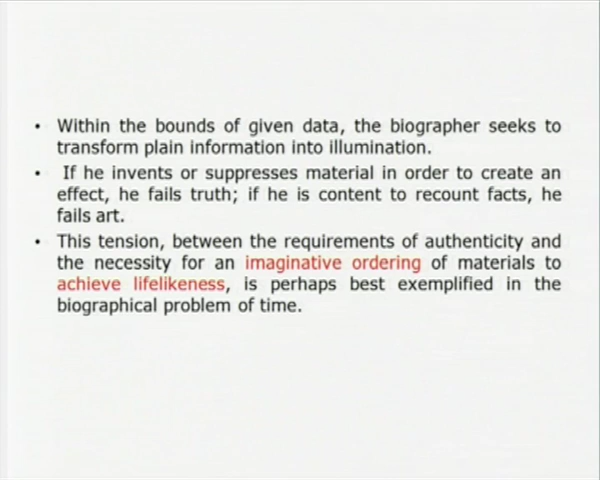 • Within the bounds of given data, the biographer seeks to
transform plain information into illumination.
• If he invents or suppresses material in order to create an
effect, he fails truth; if he is content to recount facts, he
fails art.
• This tension, between the requirements of authenticity and
the necessity for an imaginative ordering of materials to
achieve lifelikeness, is perhaps best exemplified in the
biographical problem of time.